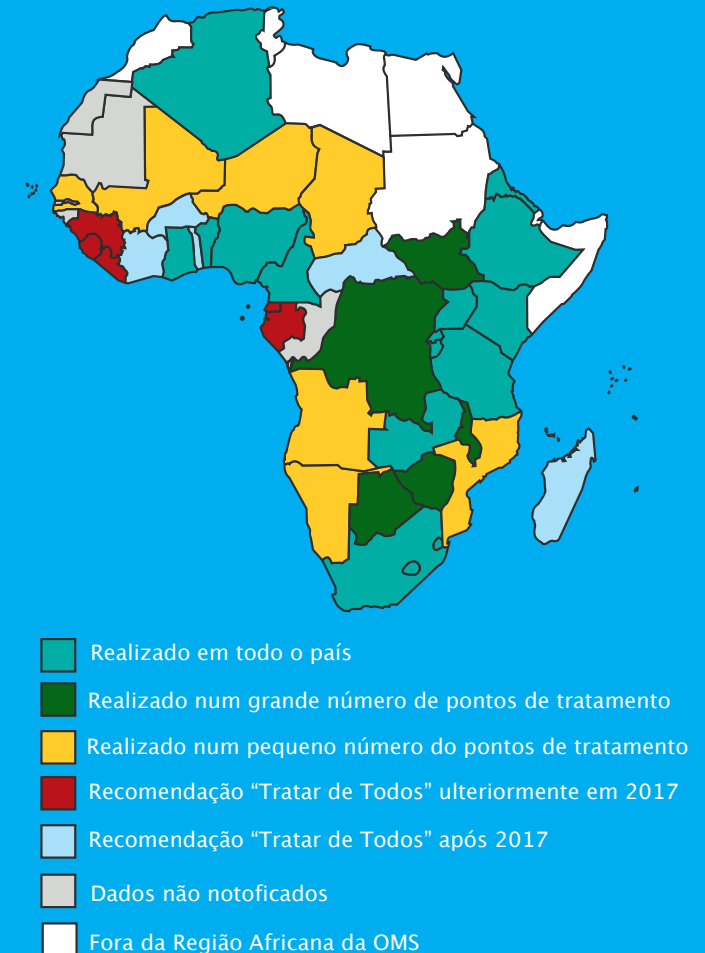 Realizado em todo o país
Realizado num grande número de pontos de tratamento
Realizado num pequeno número do pontos de tratamento
Recomendação “Tratar de Todos” ulteriormente em 2017
Recomendação “Tratar de Todos” após 2017
Dados não notoficados
Fora da Região Africana da OMS